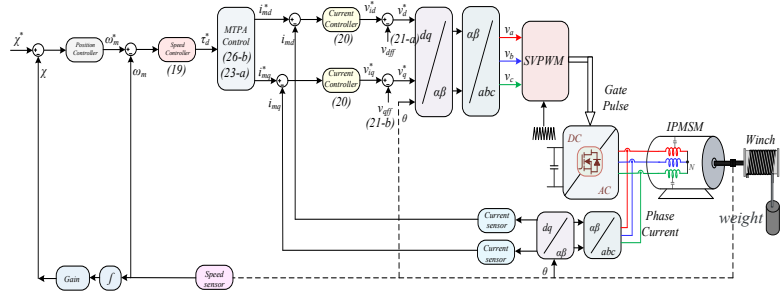 χ*
Position
Controller
ω*m
Speed
Controller
(19)
τ*d
MTPA
Control
(26-b)
(23-a)
i*md
imd
Current
Controller
(20)
v*id
v*d
(21-a)
vdff
i*mq
imq
Current
Controller
(20)
v*iq
v*q
vqff
(21-b)
θ
dq
αβ
αβ
abc
va
vb
vc
SVPWM
Gate
Pulse
DC
AC
IPMSM
N
Winch
weight
Phase
Current
χ
ωm
Current
sensor
Current
sensor
dq
αβ
αβ
abc
θ
Gain
∫
Speed
sensor